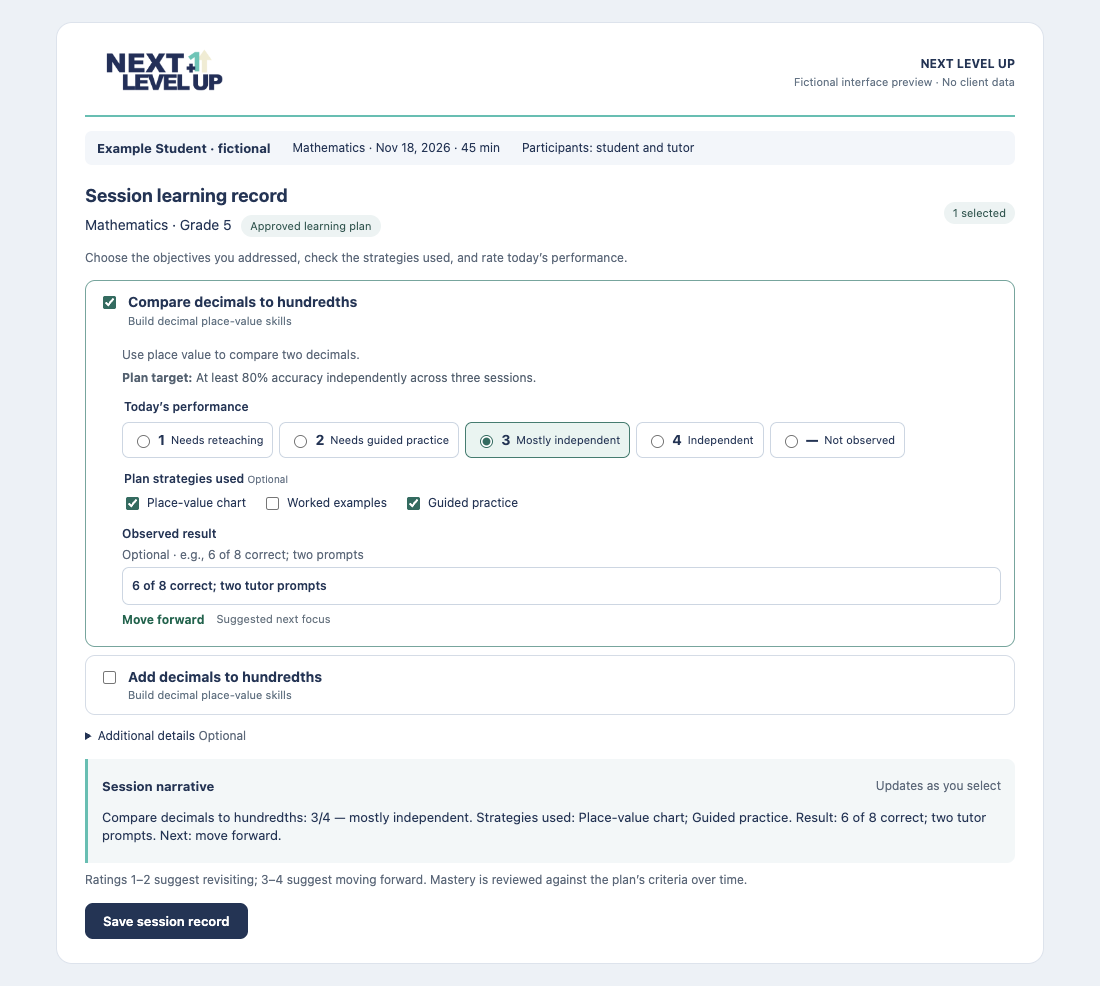 NEXT +1
LEVEL UP
NEXT LEVEL UP
Fictional interface preview · No client data
Example Student · fictional Mathematics · Nov 18, 2026 · 45 min Participants: student and tutor
Session learning record
1 selected
Mathematics · Grade 5 Approved learning plan
Choose the objectives you addressed, check the strategies used, and rate today's performance.
Compare decimals to hundredths
Build decimal place-value skills
Use place value to compare two decimals.
Plan target: At least 80% accuracy independently across three sessions.
Today's performance
1 Needs reteaching 2 Needs guided practice 3 Mostly independent 4 Independent — Not observed
Plan strategies used Optional
Place-value chart Worked examples Guided practice
Observed result
Optional · e.g., 6 of 8 correct; two prompts
6 of 8 correct; two tutor prompts
Move forward Suggested next focus
Add decimals to hundredths
Build decimal place-value skills
Additional details Optional
Session narrative Updates as you select
Compare decimals to hundredths: 3/4 — mostly independent. Strategies used: Place-value chart; Guided practice. Result: 6 of 8 correct; two tutor
prompts. Next: move forward.
Ratings 1–2 suggest revisiting; 3–4 suggest moving forward. Mastery is reviewed against the plan's criteria over time.
Save session record